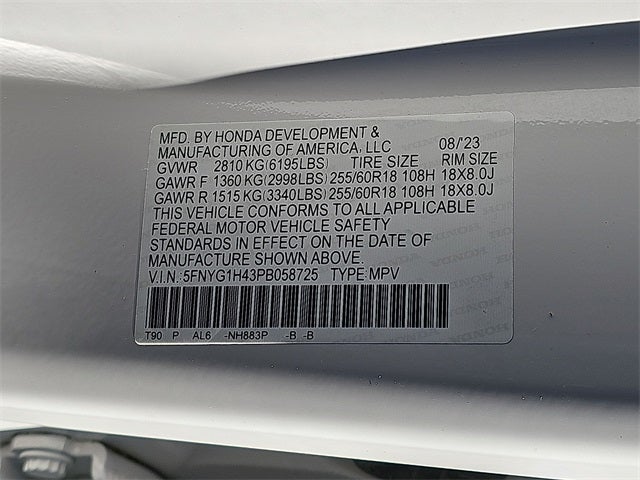 MFD. BY HONDA DEVELOPMENT &
MANUFACTURING OF AMERICA, LLC 08/'23
GVWR 2810 KG(6195LBS) TIRE SIZE RIM SIZE
GAWR F 1360 KG(2998LBS) 255/60R18 108H 18X8.0J
GAWR R 1515 KG(3340LBS) 255/60R18 108H 18X8.0J
THIS VEHICLE CONFORMS TO ALL APPLICABLE
FEDERAL MOTOR VEHICLE SAFETY
STANDARDS IN EFFECT ON THE DATE OF
MANUFACTURE SHOWN ABOVE.
V.I.N.: 5FNYG1H43PB058725 TYPE: MPV
T90 P AL6 -NH883P -B -B